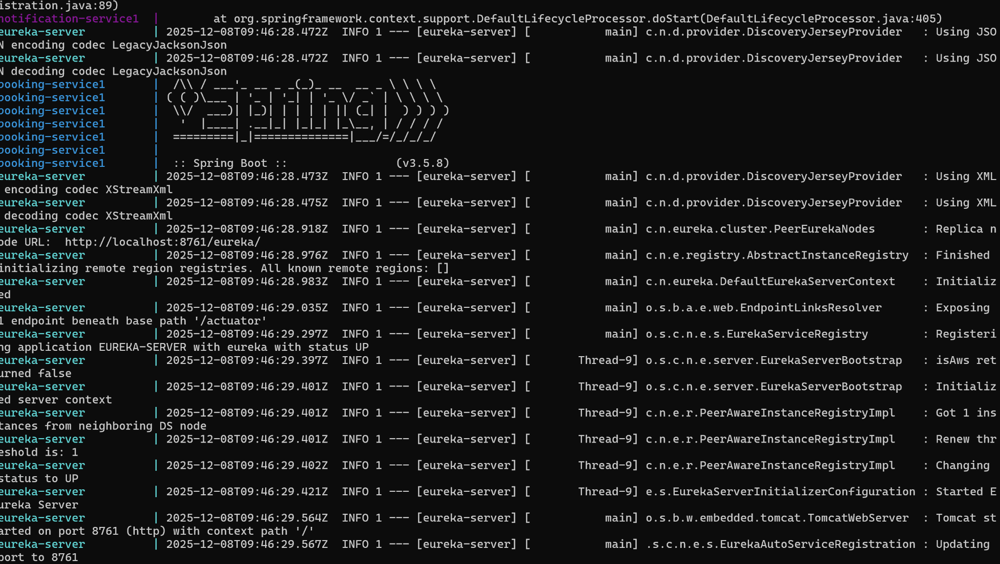 istration.java:89)
notification-service1  |        at org.springframework.context.support.DefaultLifecycleProcessor.doStart(DefaultLifecycleProcessor.java:405)
eureka-server          | 2025-12-08T09:46:28.472Z  INFO 1 --- [eureka-server] [           main] c.n.d.provider.DiscoveryJerseyProvider   : Using JSO
N encoding codec LegacyJacksonJson
eureka-server          | 2025-12-08T09:46:28.472Z  INFO 1 --- [eureka-server] [           main] c.n.d.provider.DiscoveryJerseyProvider   : Using JSO
N decoding codec LegacyJacksonJson
booking-service1       |  /\\ / ___'_ __ _ _(_)_ __  __ _ \ \ \ \
booking-service1       | ( ( )\___ | '_ | '_| | '_ \/ _` | \ \ \ \
booking-service1       |  \\/  ___)| |_)| | | | | || (_| |  ) ) ) )
booking-service1       |   '  |____| .__|_| |_|_| |_\__, | / / / /
booking-service1       |  =========|_|==============|___/=/_/_/_/
booking-service1       |
booking-service1       |  :: Spring Boot ::                (v3.5.8)
eureka-server          | 2025-12-08T09:46:28.473Z  INFO 1 --- [eureka-server] [           main] c.n.d.provider.DiscoveryJerseyProvider   : Using XML
 encoding codec XStreamXml
eureka-server          | 2025-12-08T09:46:28.475Z  INFO 1 --- [eureka-server] [           main] c.n.d.provider.DiscoveryJerseyProvider   : Using XML
 decoding codec XStreamXml
eureka-server          | 2025-12-08T09:46:28.918Z  INFO 1 --- [eureka-server] [           main] c.n.eureka.cluster.PeerEurekaNodes       : Replica n
ode URL:  http://localhost:8761/eureka/
eureka-server          | 2025-12-08T09:46:28.976Z  INFO 1 --- [eureka-server] [           main] c.n.e.registry.AbstractInstanceRegistry  : Finished
initializing remote region registries. All known remote regions: []
eureka-server          | 2025-12-08T09:46:28.983Z  INFO 1 --- [eureka-server] [           main] c.n.eureka.DefaultEurekaServerContext    : Initializ
ed
eureka-server          | 2025-12-08T09:46:29.035Z  INFO 1 --- [eureka-server] [           main] o.s.b.a.e.web.EndpointLinksResolver      : Exposing
1 endpoint beneath base path '/actuator'
eureka-server          | 2025-12-08T09:46:29.297Z  INFO 1 --- [eureka-server] [           main] o.s.c.n.e.s.EurekaServiceRegistry        : Registeri
ng application EUREKA-SERVER with eureka with status UP
eureka-server          | 2025-12-08T09:46:29.397Z  INFO 1 --- [eureka-server] [       Thread-9] o.s.c.n.e.server.EurekaServerBootstrap   : isAws ret
urned false
eureka-server          | 2025-12-08T09:46:29.401Z  INFO 1 --- [eureka-server] [       Thread-9] o.s.c.n.e.server.EurekaServerBootstrap   : Initializ
ed server context
eureka-server          | 2025-12-08T09:46:29.401Z  INFO 1 --- [eureka-server] [       Thread-9] c.n.e.r.PeerAwareInstanceRegistryImpl    : Got 1 ins
tances from neighboring DS node
eureka-server          | 2025-12-08T09:46:29.401Z  INFO 1 --- [eureka-server] [       Thread-9] c.n.e.r.PeerAwareInstanceRegistryImpl    : Renew thr
eshold is: 1
eureka-server          | 2025-12-08T09:46:29.402Z  INFO 1 --- [eureka-server] [       Thread-9] c.n.e.r.PeerAwareInstanceRegistryImpl    : Changing
status to UP
eureka-server          | 2025-12-08T09:46:29.421Z  INFO 1 --- [eureka-server] [       Thread-9] e.s.EurekaServerInitializerConfiguration : Started E
ureka Server
eureka-server          | 2025-12-08T09:46:29.564Z  INFO 1 --- [eureka-server] [           main] o.s.b.w.embedded.tomcat.TomcatWebServer  : Tomcat st
arted on port 8761 (http) with context path '/'
eureka-server          | 2025-12-08T09:46:29.567Z  INFO 1 --- [eureka-server] [           main] .s.c.n.e.s.EurekaAutoServiceRegistration : Updating
port to 8761